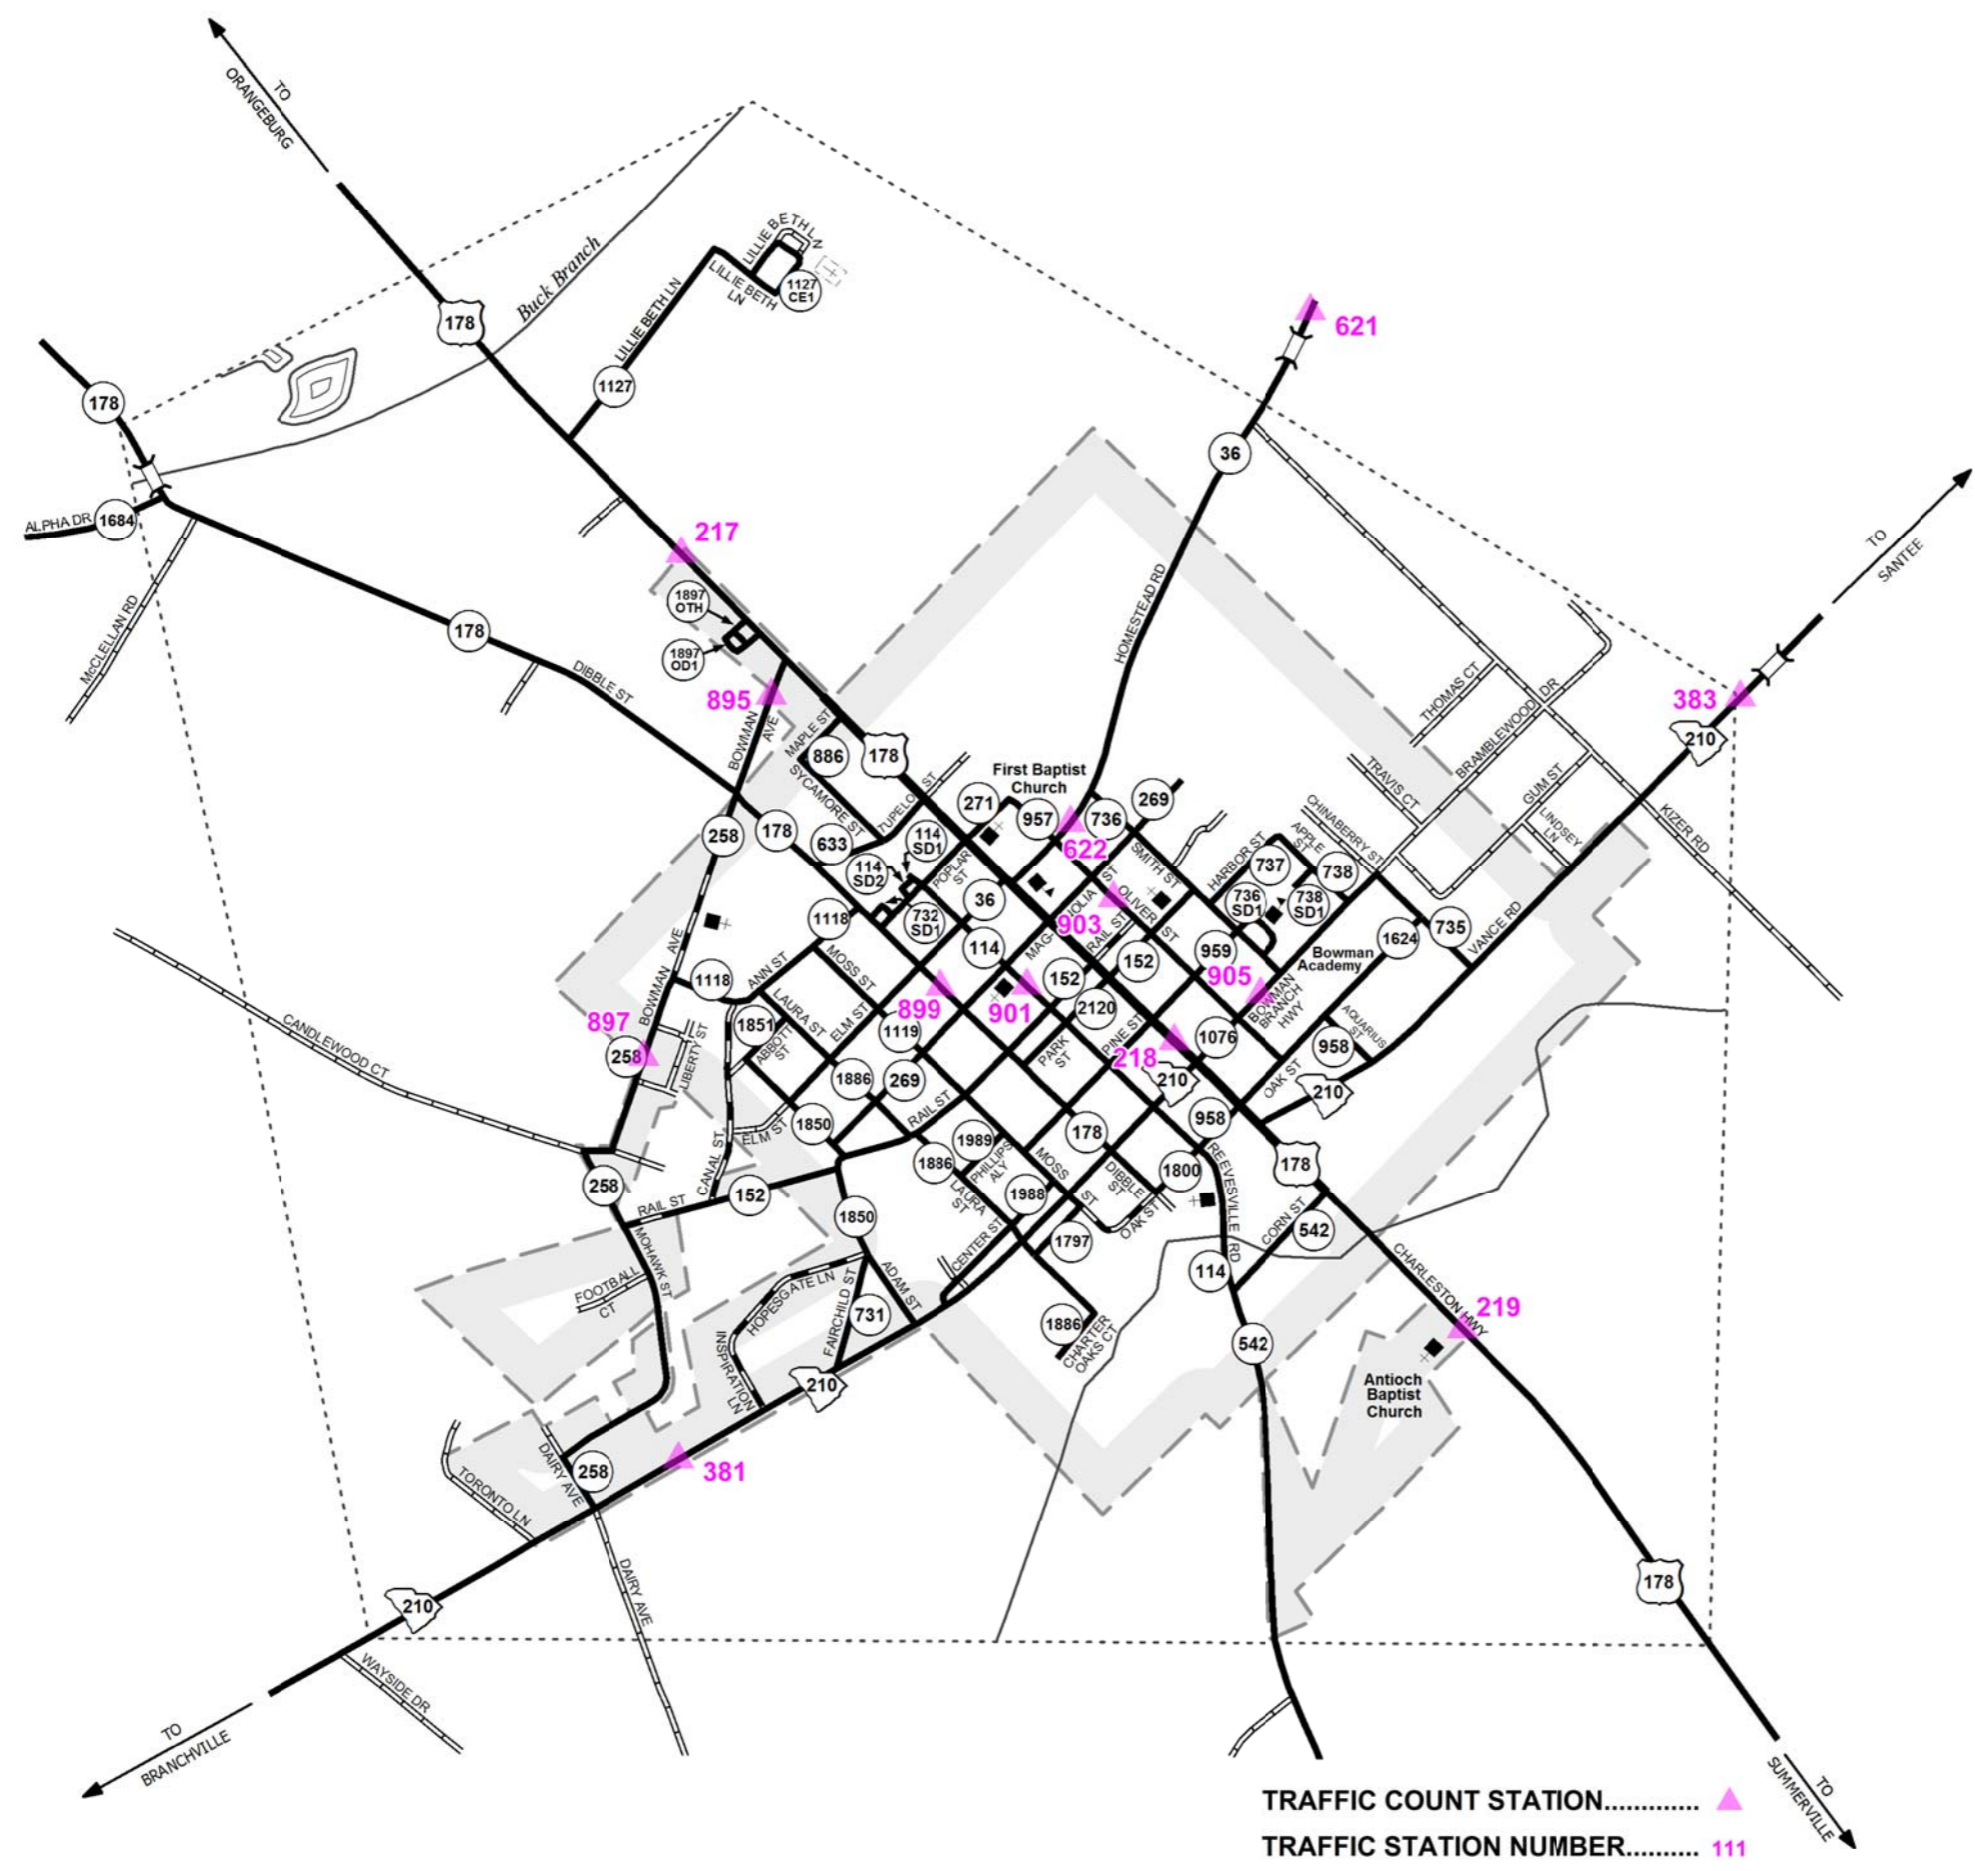 TO
ORANGEBURG
Buck Branch
LILLIE BETH LN
LILLIE BETH
LN
1127
CE1
LILLIE BETH LN
178
1127
621
178
36
217
TO
SANTEE
ALPHA DR
1684
McCLELLAN RD
178
DIBBLE ST
1897
OTH
1897
OD1
895
BOWMAN
AVE
MAPLE ST
886
178
SYCAMORE ST
TUPELO ST
HOMESTEAD RD
THOMAS CT
BRAMBLEWOOD DR
383
210
TRAVIS CT
GUM ST
LINDSEY
LN
KIZER RD
First Baptist
Church
271
957
736
269
622
258
178
633
114
SD1
114
SD2
POPLAR
ST
36
732
SD1
SMITH ST
HARBOR ST
APPLE
ST
CHINABERRY ST
737
738
736
SD1
738
SD1
MAG-
NOLIA
ST
OLIVER
ST
903
RAIL ST
1118
BOWMAN AVE
1118
ANN ST
MOSS ST
LAURA ST
ELM ST
114
152
152
959
905
Bowman
Academy
1624
735
VANCE RD
BOWMAN
BRANCH
HWY
899
901
2120
1119
1851
ABBOTT
ST
PARK
ST
PINE ST
218
1076
AQUARIUS
ST
958
210
OAK ST
210
897
258
LIBERTY ST
CANDLEWOOD CT
1886
269
RAIL ST
1850
ELM ST
CANAL ST
958
178
178
1989
PHILLIPS
ALY
1886
LAURA
ST
MOSS
ST
1988
DIBBLE
ST
1800
OAK ST
REEVESVILLE RD
258
RAIL ST
152
1850
MOHAWK ST
FOOTBALL
CT
CENTER ST
1797
CORN ST
542
114
CHARLESTON HWY
HOPESGATE LN
FAIRCHILD ST
731
ADAM ST
INSPIRATION
LN
1886
CHARTER
OAKS CT
542
219
Antioch
Baptist
Church
210
381
DAIRY AVE
258
TORONTO LN
DAIRY AVE
210
178
WAYSIDE DR
TO
BRANCHVILLE
TO
SUMMERVILLE
TRAFFIC COUNT STATION.............
TRAFFIC STATION NUMBER.......... 111